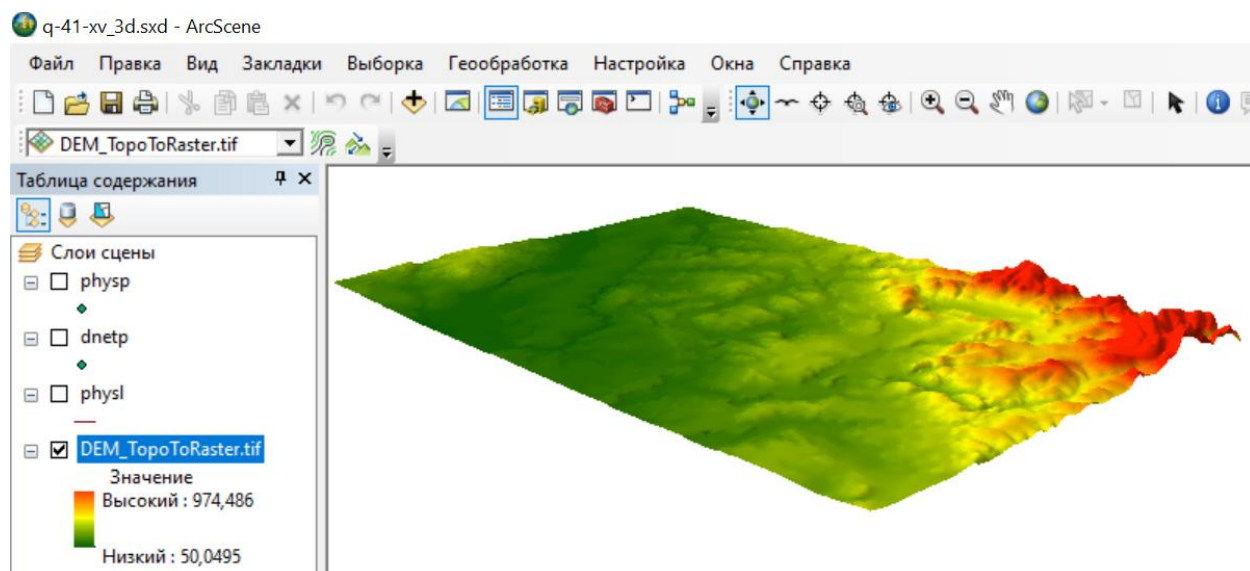 q-41-xv_3d.sxd - ArcScene
Файл Правка Вид Закладки Выборка Геообработка Настройка Окна Справка
DEM_TopoToRaster.tif
Таблица содержания
Слои сцены
physp
dnetp
physl
DEM_TopoToRaster.tif
Значение
Высокий : 974,486
Низкий : 50,0495